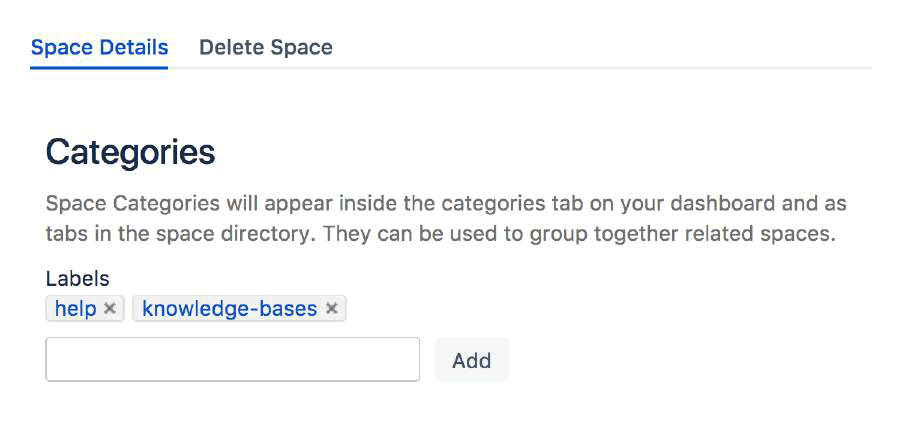 Space Details Delete Space
Categories
Space Categories will appear inside the categories tab on your dashboard and as
tabs in the space directory. They can be used to group together related spaces.
Labels
help × knowledge-bases ×
Add